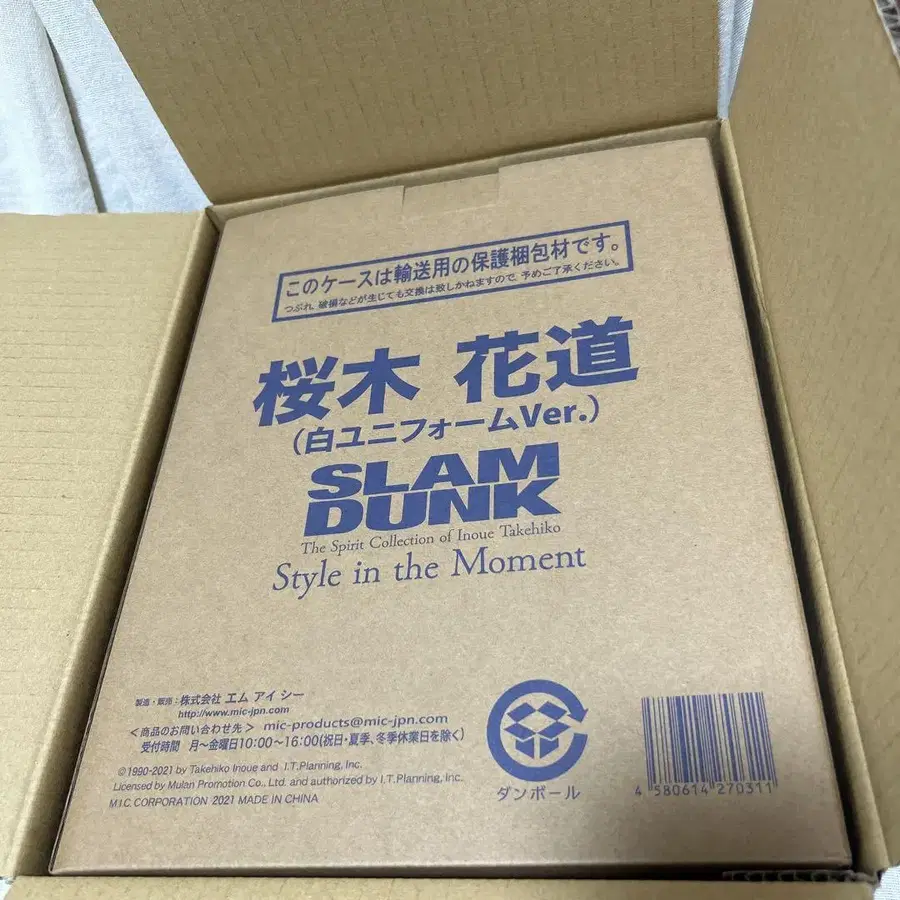 このケースは輸送用の保護梱包材です。
つぶれ、破損などが生じても交換は致しかねますので、予めご了承ください。
桜木 花道
(白ユニフォームVer.)
SLAM
DUNK
The Spirit Collection of Inoue Takehiko
Style in the Moment
製造・販売:株式会社 エム アイ シー
http://www.mic-jpn.com
<商品のお問い合わせ先> mic-products@mic-jpn.com
受付時間 月~金曜日10:00~16:00(祝日・夏季、冬季休業日を除く)
©1990-2021 by Takehiko Inoue and I.T.Planning, Inc.
Licensed by Mulan Promotion Co., Ltd. and authorized by I.T.Planning, Inc.
M.I.C. CORPORATION 2021 MADE IN CHINA
ダンボール
4 580614 270311